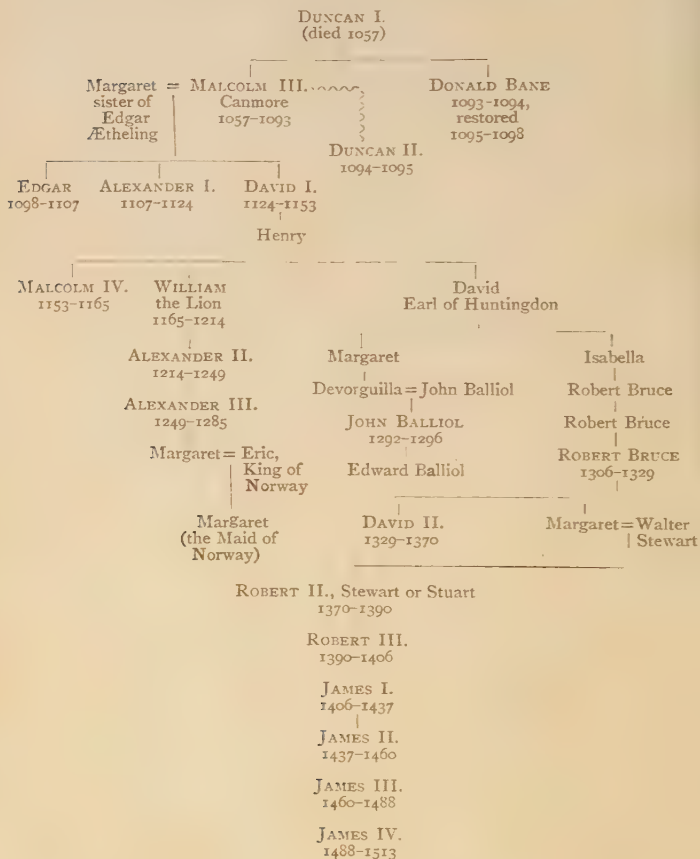 DUNCAN I.
(died 1057)
Margaret = MALCOLM III.
sister of
Edgar
Ætheling
Canmore
1057-1093
DONALD BANE
1093-1094,
restored
1095-1098
DUNCAN II.
1094-1095
EDGAR
1098-1107
ALEXANDER I.
1107-1124
DAVID I.
1124-1153
Henry
MALCOLM IV.
1153-1165
WILLIAM
the Lion
1165-1214
David
Earl of Huntingdon
ALEXANDER II.
1214-1249
Margaret
Isabella
Devorguilla = John Balliol
Robert Bruce
ALEXANDER III.
1249-1285
JOHN BALLIOL
1292-1296
Robert Bruce
Margaret = Eric,
King of
Norway
Edward Balliol
ROBERT BRUCE
1306-1329
Margaret
(the Maid of
Norway)
DAVID II.
1329-1370
Margaret = Walter
Stewart
ROBERT II., Stewart or Stuart
1370-1390
ROBERT III.
1390-1406
JAMES I.
1406-1437
JAMES II.
1437-1460
JAMES III.
1460-1488
JAMES IV.
1488-1513